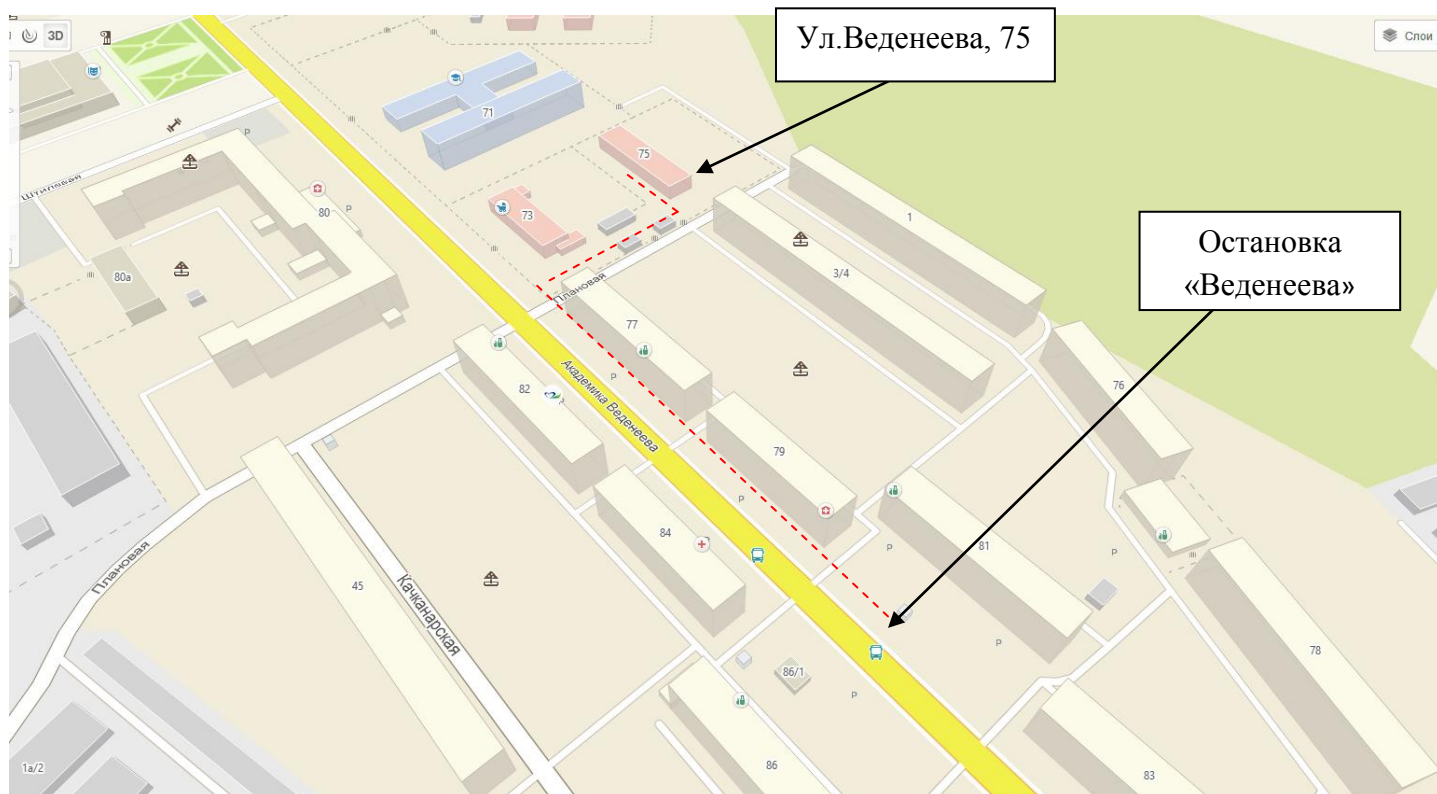 Ул.Веденеева, 75
3D
Слои
71
P
75
Штиловая
80
P
73
1
80а
3/4
Плановая
Остановка
«Веденеева»
77
82
Академика Веденеева
P
76
79
P
84
81
P
P
Плановая
45
Качканарская
P
78
86/1
P
86
83
1а/2